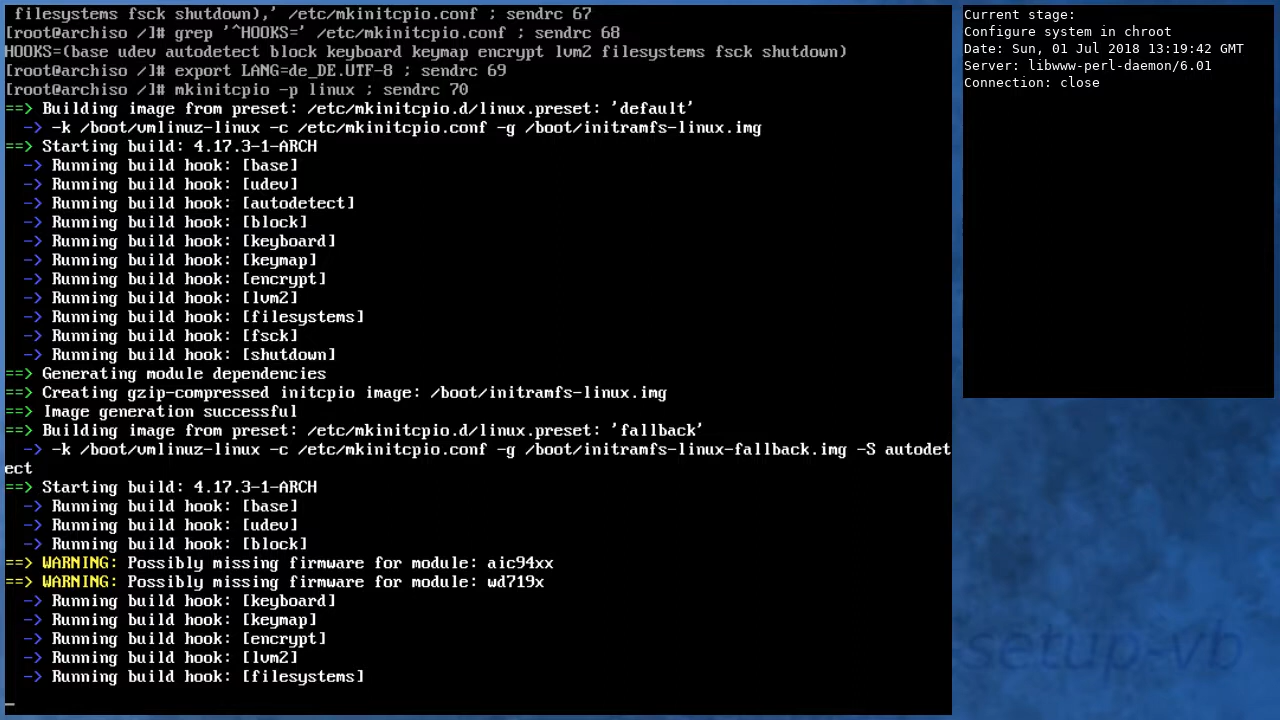 filesystems fsck shutdown),' /etc/mkinitcpio.conf ; sendrc 67
[root@archiso /]# grep '^HOOKS=' /etc/mkinitcpio.conf ; sendrc 68
HOOKS=(base udev autodetect block keyboard keymap encrypt lvm2 filesystems fsck shutdown)
[root@archiso /]# export LANG=de_DE.UTF-8 ; sendrc 69
[root@archiso /]# mkinitcpio -p linux ; sendrc 70
==> Building image from preset: /etc/mkinitcpio.d/linux.preset: 'default'
  -> -k /boot/vmlinuz-linux -c /etc/mkinitcpio.conf -g /boot/initramfs-linux.img
==> Starting build: 4.17.3-1-ARCH
  -> Running build hook: [base]
  -> Running build hook: [udev]
  -> Running build hook: [autodetect]
  -> Running build hook: [block]
  -> Running build hook: [keyboard]
  -> Running build hook: [keymap]
  -> Running build hook: [encrypt]
  -> Running build hook: [lvm2]
  -> Running build hook: [filesystems]
  -> Running build hook: [fsck]
  -> Running build hook: [shutdown]
==> Generating module dependencies
==> Creating gzip-compressed initcpio image: /boot/initramfs-linux.img
==> Image generation successful
==> Building image from preset: /etc/mkinitcpio.d/linux.preset: 'fallback'
  -> -k /boot/vmlinuz-linux -c /etc/mkinitcpio.conf -g /boot/initramfs-linux-fallback.img -S autodet
ect
==> Starting build: 4.17.3-1-ARCH
  -> Running build hook: [base]
  -> Running build hook: [udev]
  -> Running build hook: [block]
==> WARNING: Possibly missing firmware for module: aic94xx
==> WARNING: Possibly missing firmware for module: wd719x
  -> Running build hook: [keyboard]
  -> Running build hook: [keymap]
  -> Running build hook: [encrypt]
  -> Running build hook: [lvm2]
  -> Running build hook: [filesystems]
_
Current stage:
Configure system in chroot
Date: Sun, 01 Jul 2018 13:19:42 GMT
Server: libwww-perl-daemon/6.01
Connection: close
setup-vb